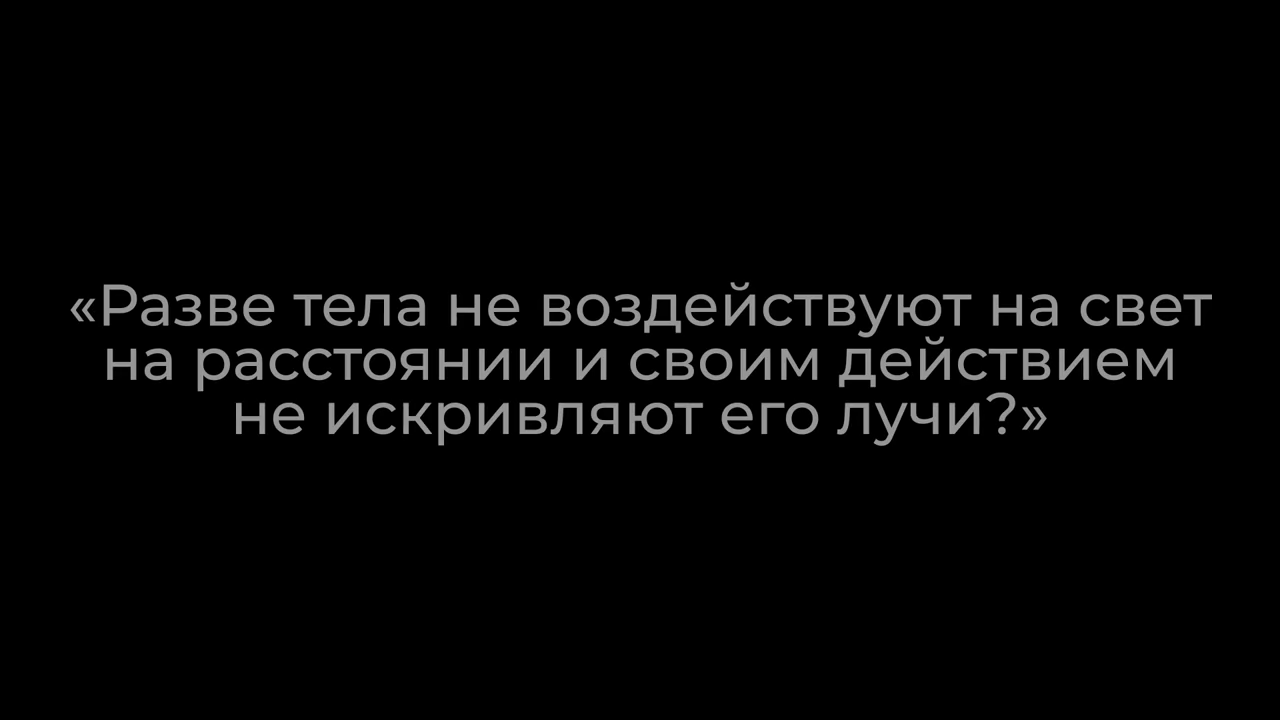 «Разве тела не воздействуют на свет
на расстоянии и своим действием
не искривляют его лучи?»